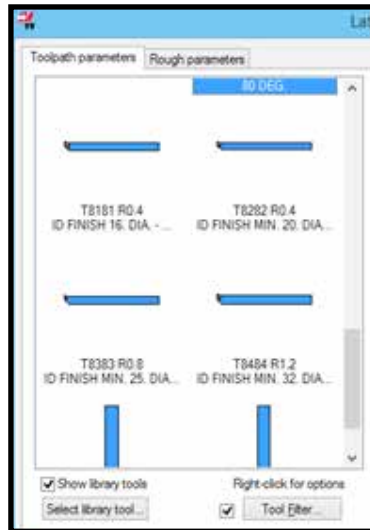 Lat
Toolpath parameters Rough parameters
80 DEG.
T8181 R0.4
ID FINISH 16. DIA. - ...
T8282 R0.4
ID FINISH MIN. 20. DIA...
T8383 R0.8
ID FINISH MIN. 25. DIA...
T8484 R1.2
ID FINISH MIN. 32. DIA...
Show library tools
Right-click for options
Select library tool...
Tool Filter...